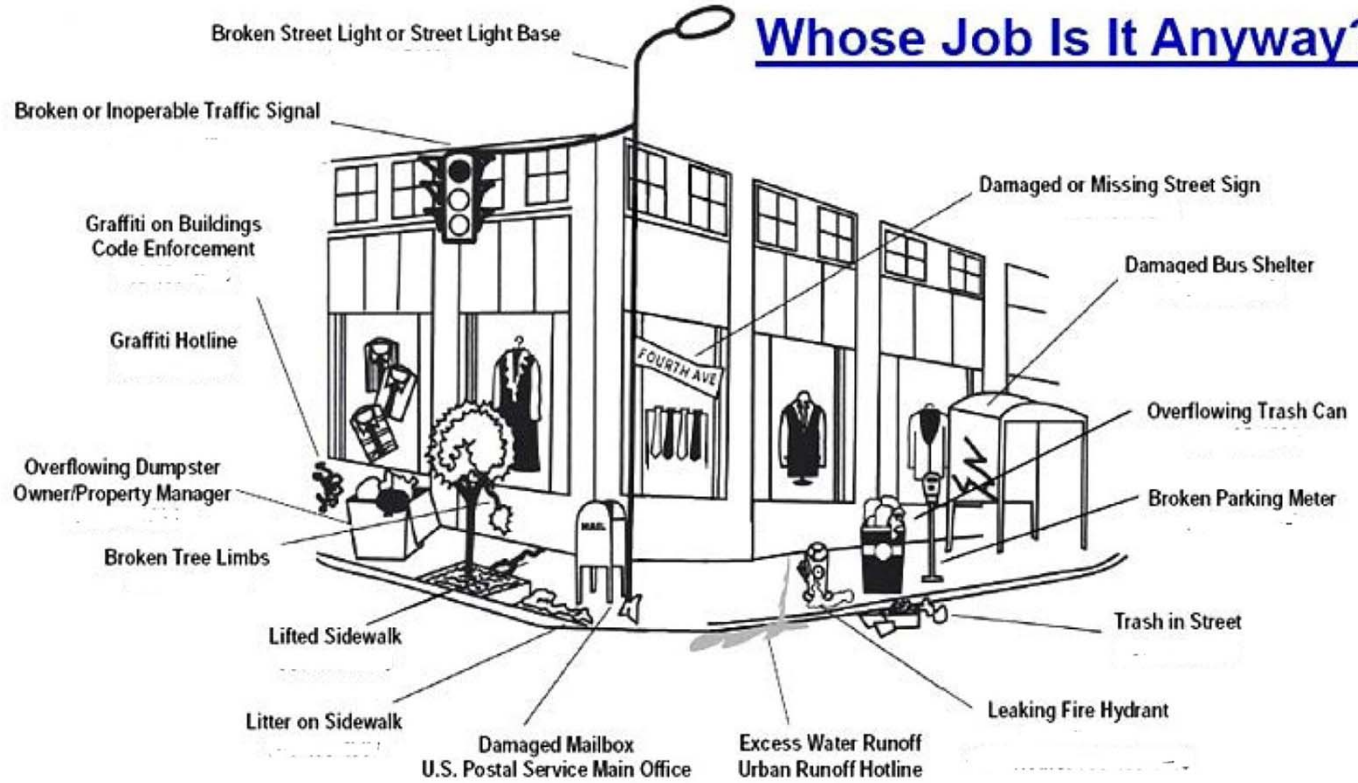 Whose Job Is It Anyway?
Broken Street Light or Street Light Base
Broken or Inoperable Traffic Signal
Graffiti on Buildings
Code Enforcement
Graffiti Hotline
Overflowing Dumpster
Owner/Property Manager
Broken Tree Limbs
Lifted Sidewalk
Litter on Sidewalk
Damaged Mailbox
U.S. Postal Service Main Office
Excess Water Runoff
Urban Runoff Hotline
Leaking Fire Hydrant
Trash in Street
Broken Parking Meter
Overflowing Trash Can
Damaged Bus Shelter
Damaged or Missing Street Sign
FOURTH AVE
MAIL